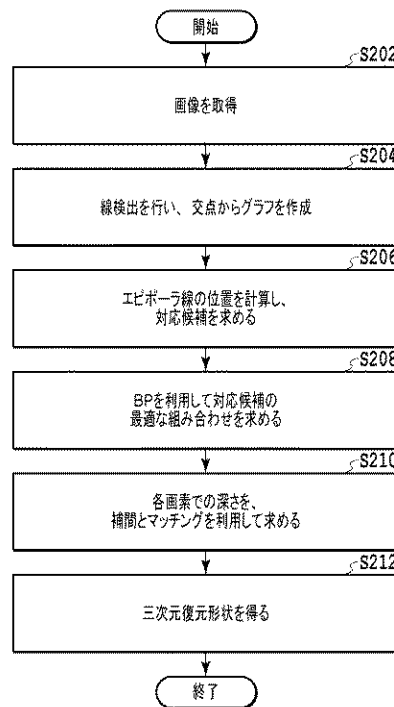 開始
S202
画像を取得
S204
線検出を行い、交点からグラフを作成
S206
エピポーラ線の位置を計算し、
対応候補を求める
S208
BPを利用して対応候補の
最適な組み合わせを求める
S210
各画素での深さを、
補間とマッチングを利用して求める
S212
三次元復元形状を得る
終了